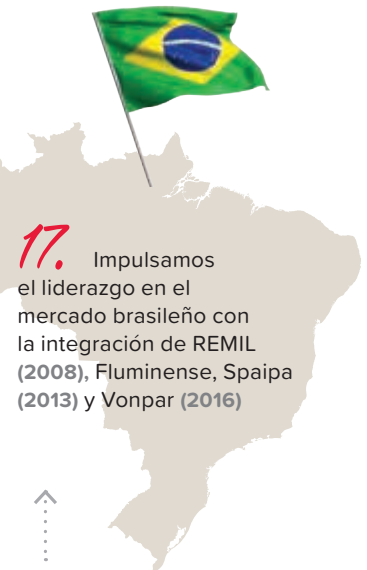 17. Impulsamos
el liderazgo en el
mercado brasileño con
la integración de REMIL
(2008), Fluminense, Spaipa
(2013) y Vonpar (2016)